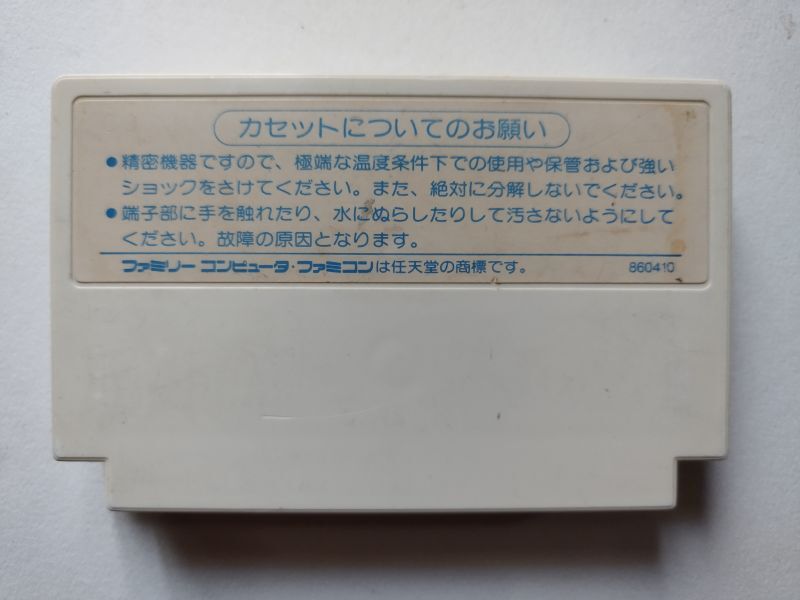 カセットについてのお願い
●精密機器ですので、極端な温度条件下での使用や保管および強い
ショックをさけてください。また、絶対に分解しないでください。
●端子部に手を触れたり、水にぬらしたりして汚さないようにして
ください。故障の原因となります。
ファミリー コンピュータ・ファミコンは任天堂の商標です。 860410